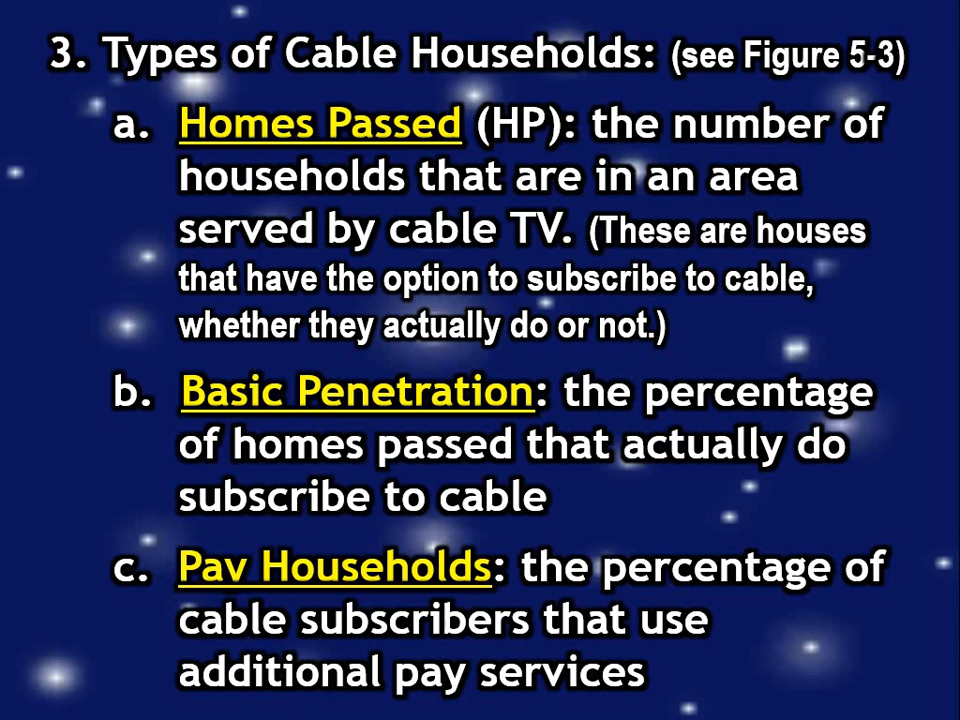 3. Types of Cable Households: (see Figure 5-3)
a. Homes Passed (HP): the number of
households that are in an area
served by cable TV. (These are houses
that have the option to subscribe to cable,
whether they actually do or not.)
b. Basic Penetration: the percentage
of homes passed that actually do
subscribe to cable
c. Pay Households: the percentage of
cable subscribers that use
additional pay services